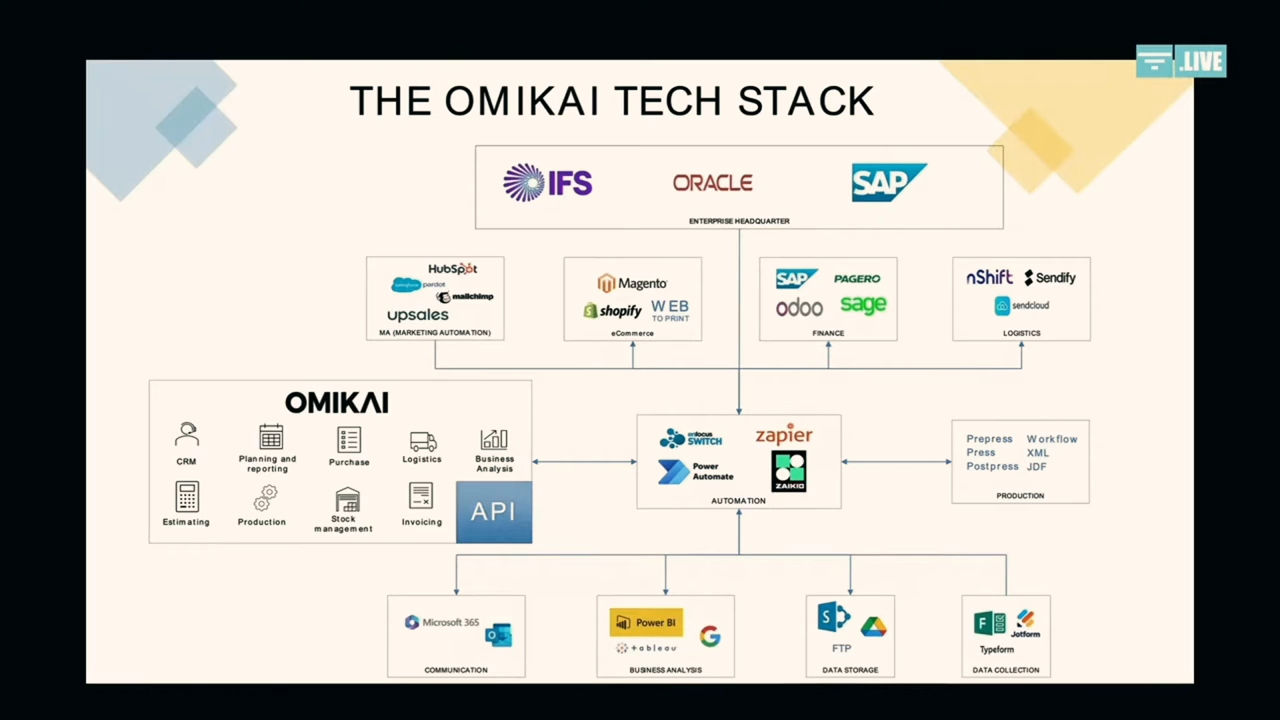 .LIVE
THE OMIKAI TECH STACK
IFS
ORACLE
SAP
ENTERPRISE HEADQUARTER
HubSpot
salesforce pardot
mailchimp
upsales
MA (MARKETING AUTOMATION)
Magento
shopify
WEB
TO PRINT
eCommerce
SAP
PAGERO
odoo
sage
FINANCE
nShift
Sendify
sendcloud
LOGISTICS
OMIKAI
CRM
Planning and
reporting
Purchase
Logistics
Business
Analysis
Estimating
Production
Stock
management
Invoicing
API
enfocus
SWITCH
zapier
Power
Automate
ZAIKIO
AUTOMATION
Prepress Workflow
Press XML
Postpress JDF
PRODUCTION
Microsoft 365
COMMUNICATION
Power BI
tableau
BUSINESS ANALYSIS
S
FTP
DATA STORAGE
F
Jotform
Typeform
DATA COLLECTION